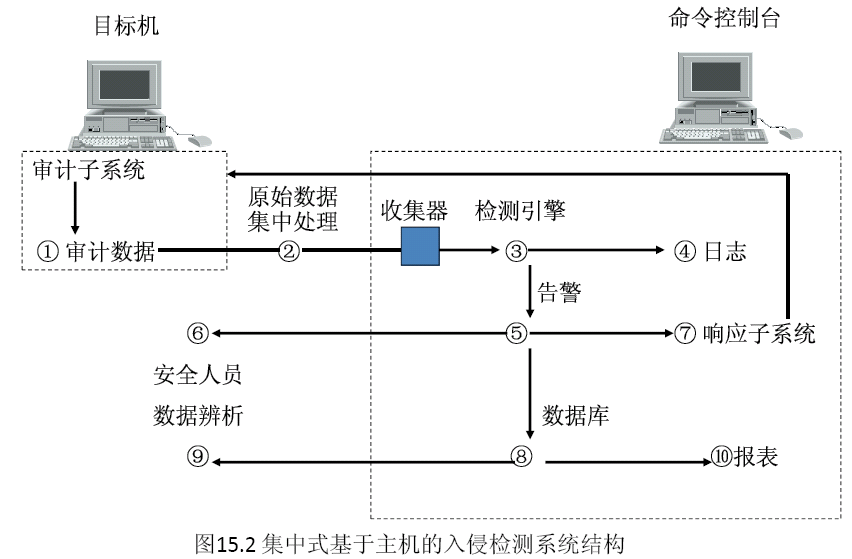 目标机
命令控制台
审计子系统
原始数据
集中处理
收集器
检测引擎
① 审计数据
②
③
④ 日志
告警
⑥
⑤
⑦ 响应子系统
安全人员
数据辨析
数据库
⑨
⑧
⑩报表
图15.2 集中式基于主机的入侵检测系统结构